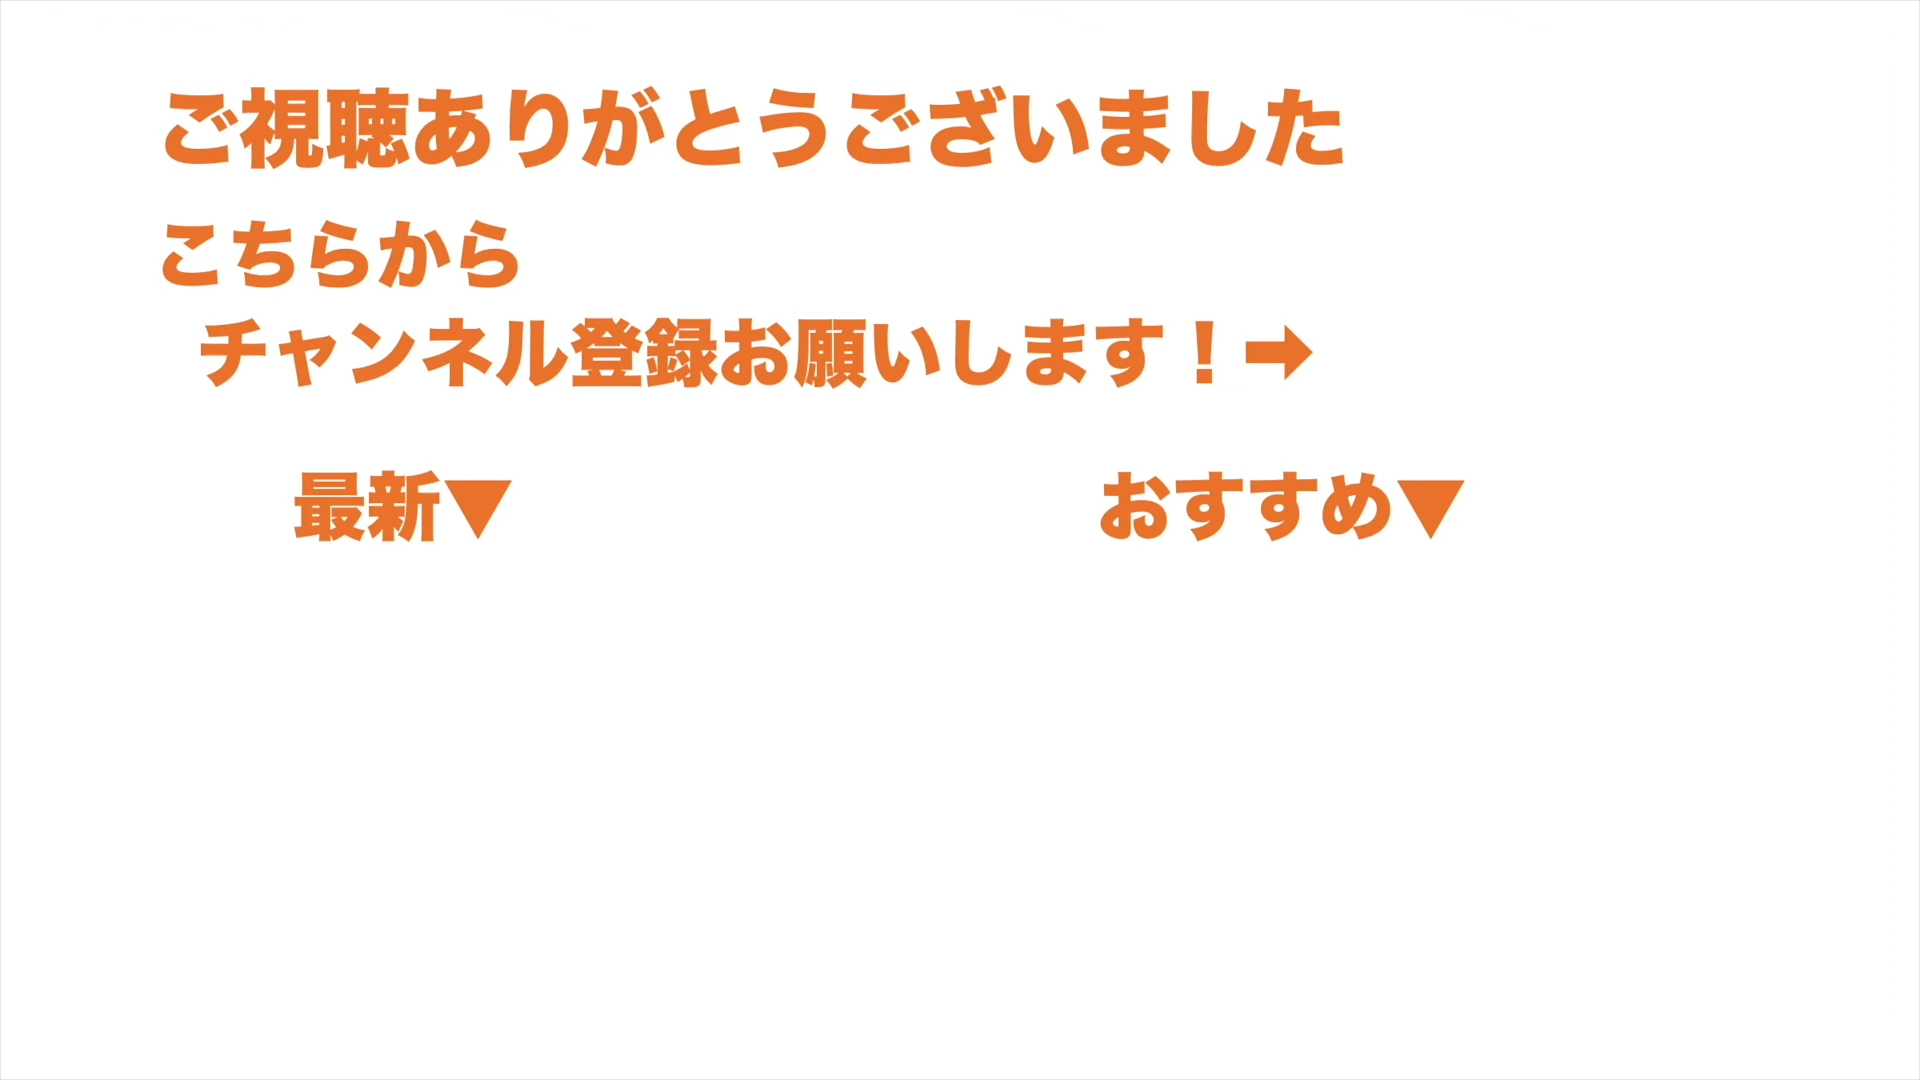 ご視聴ありがとうございました
こちらから
チャンネル登録お願いします！➡
最新▼
おすすめ▼